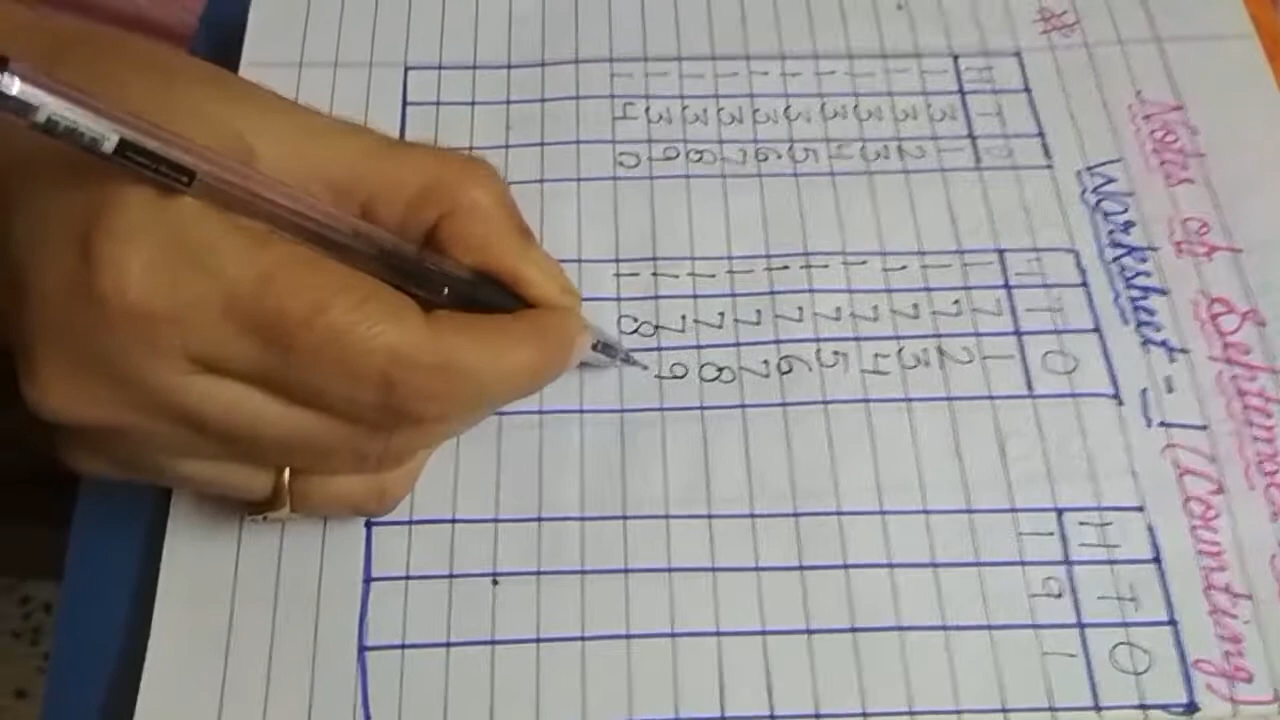 Notes of
Worksheet - 1 (Counting)
#
H T O H T O H T O
1 3 1 1 7 1 1 9 1
1 3 2 1 7 2
1 3 3 1 7 3
1 3 4 1 7 4
1 3 5 1 7 5
1 3 6 1 7 6
1 3 7 1 7 7
1 3 8 1 7 8
1 3 9 1 7 9
1 4 0 1 8